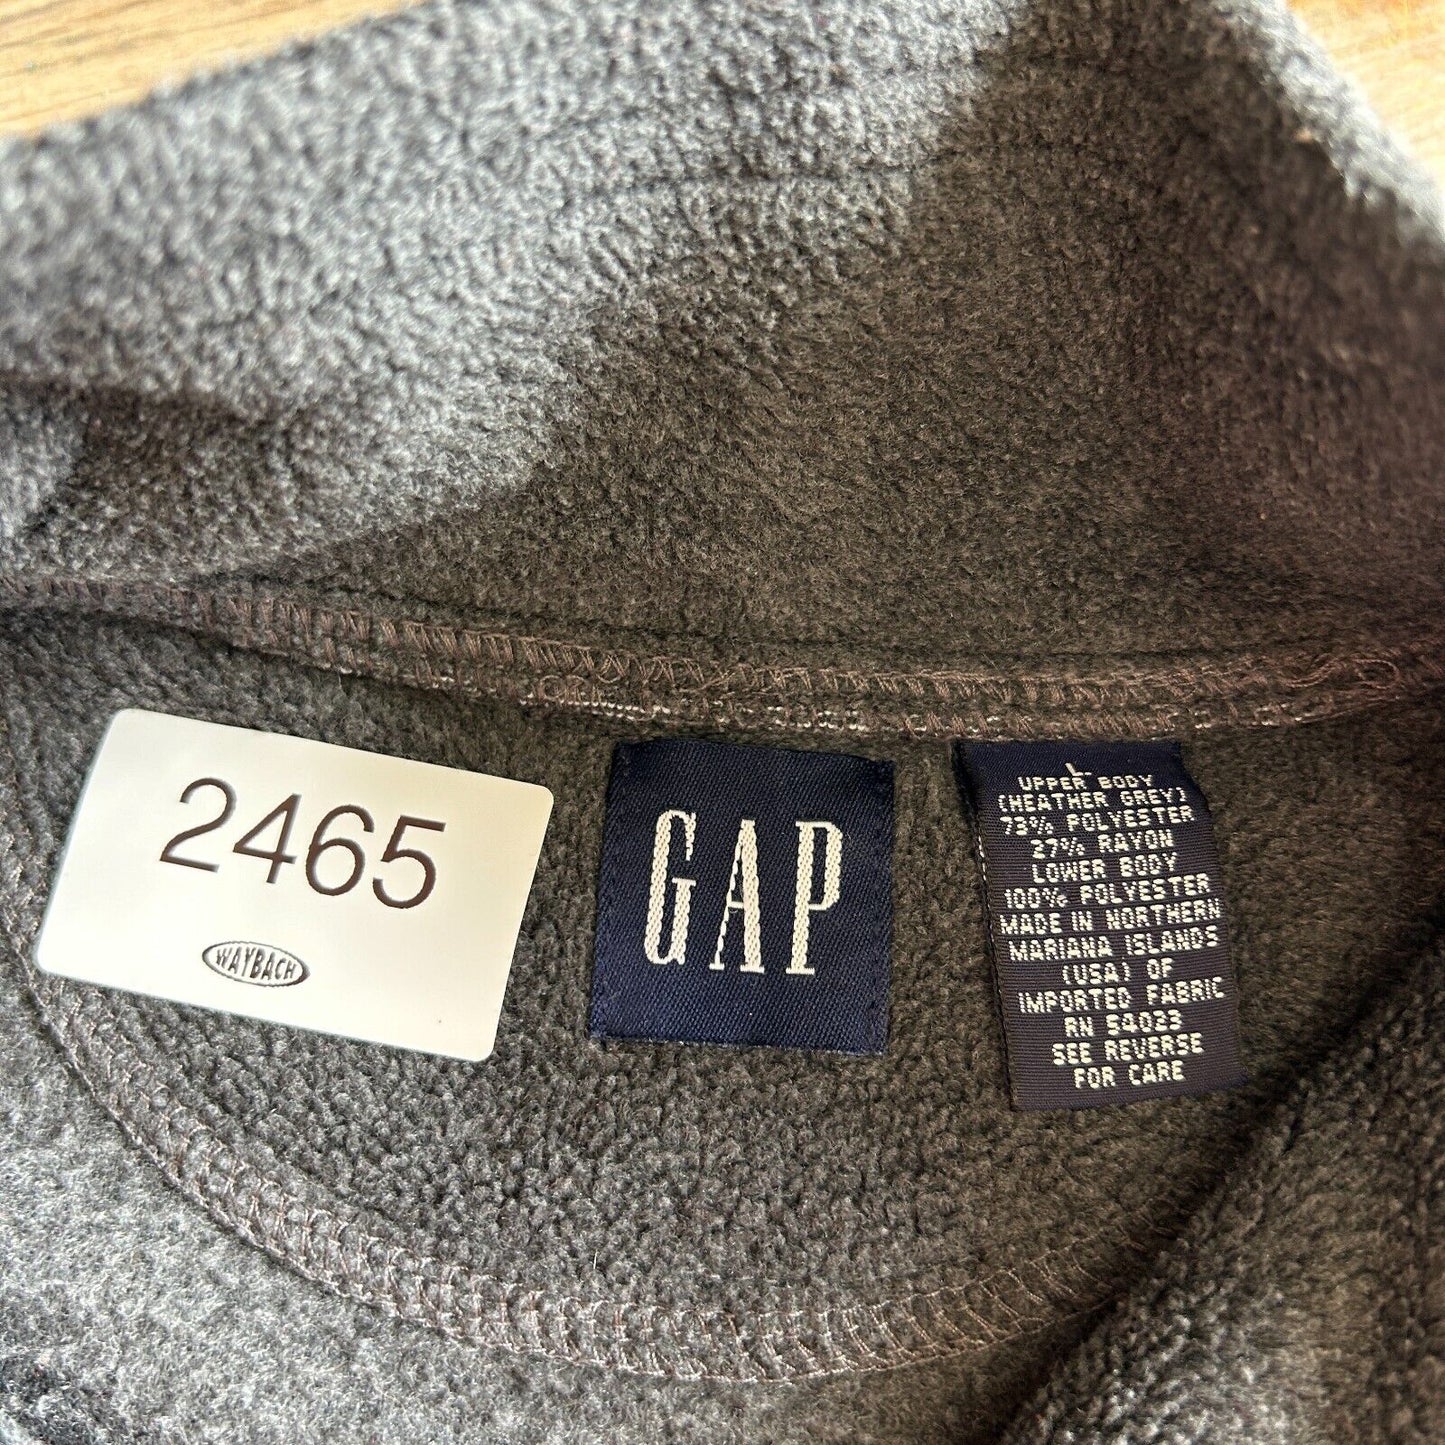 2465
WAYBACH
GAP
L
UPPER BODY
(HEATHER GREY)
73% POLYESTER
27% RAYON
LOWER BODY
100% POLYESTER
MADE IN NORTHERN
MARIANA ISLANDS
(USA) OF
IMPORTED FABRIC
RN 54023
SEE REVERSE
FOR CARE